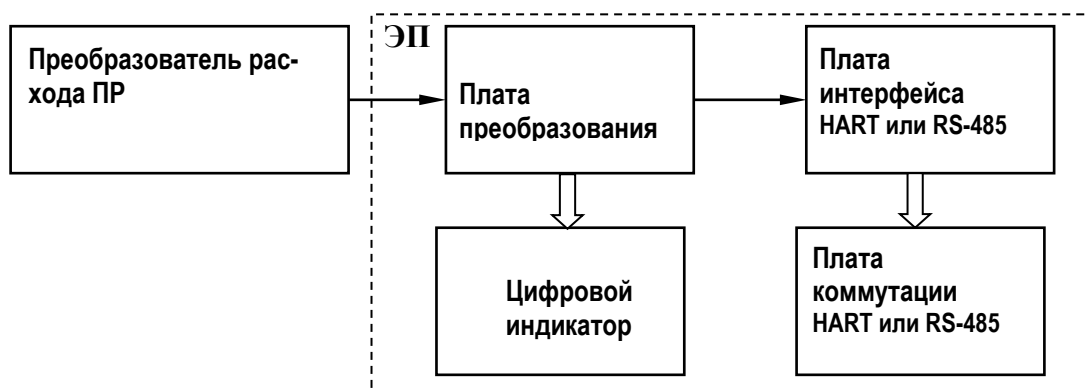 ЭП
Преобразователь рас-
хода ПР
Плата
преобразования
Плата
интерфейса
HART или RS-485
Цифровой
индикатор
Плата
коммутации
HART или RS-485